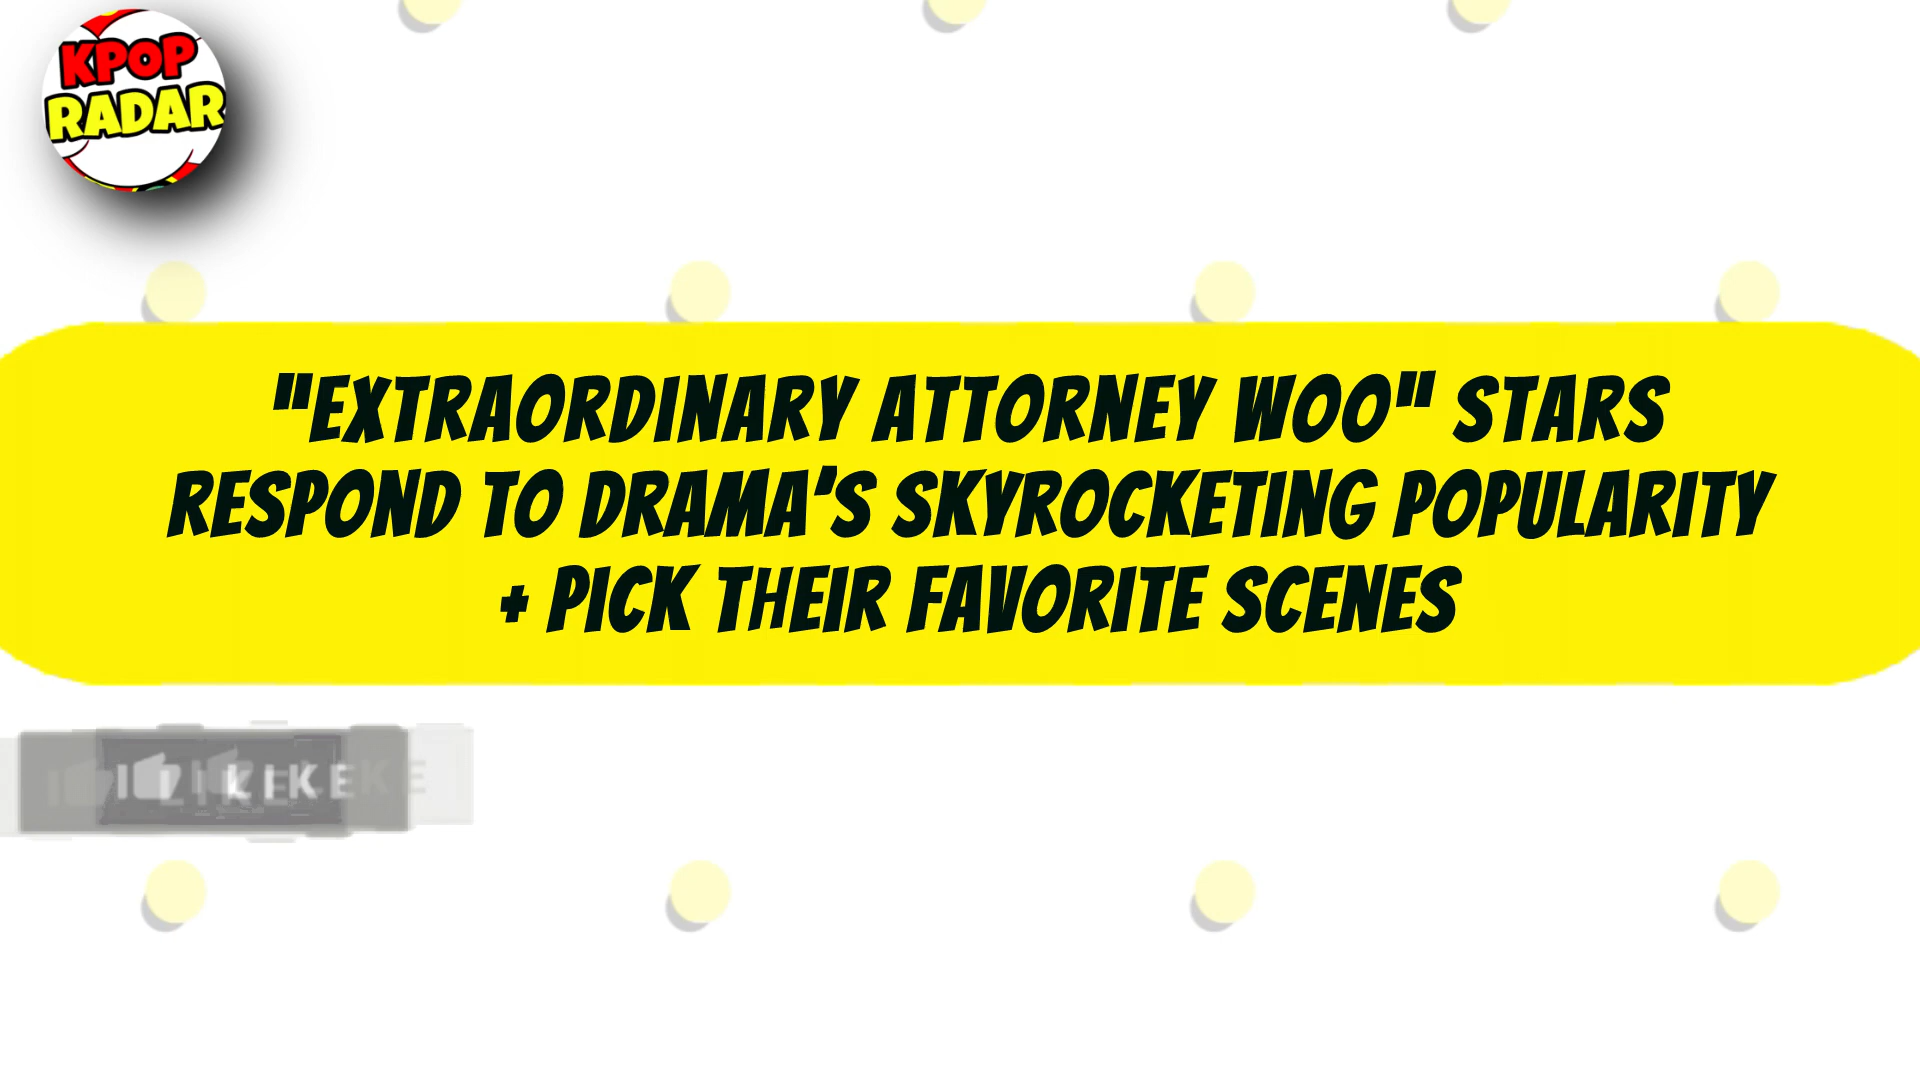 KPOP
RADAR
"EXTRAORDINARY ATTORNEY WOO" STARS
RESPOND TO DRAMA'S SKYROCKETING POPULARITY
+ PICK THEIR FAVORITE SCENES